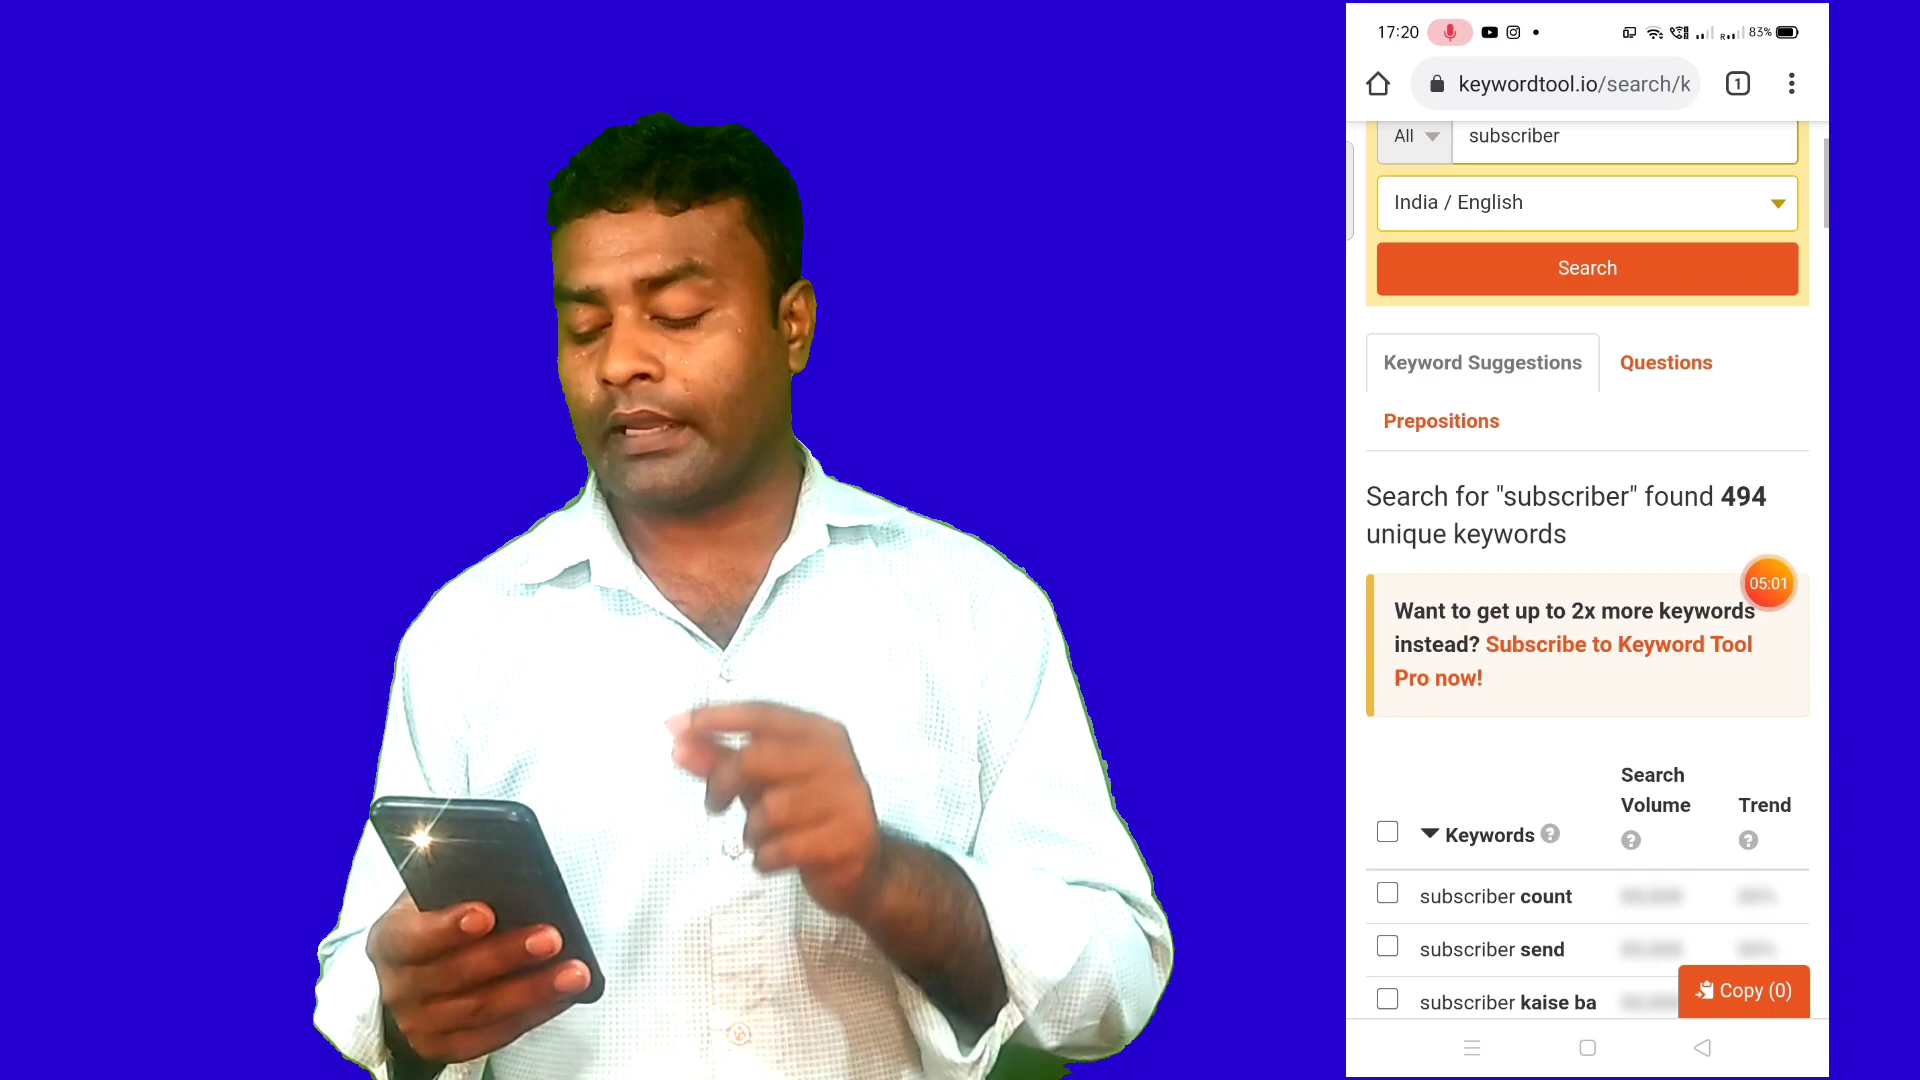 17:20
83%
keywordtool.io/search/k
1
All
subscriber
India / English
Search
Keyword Suggestions
Questions
Prepositions
Search for "subscriber" found 494
unique keywords
05:01
Want to get up to 2x more keywords
instead? Subscribe to Keyword Tool
Pro now!
Search
Volume
Trend
Keywords
subscriber count
subscriber send
subscriber kaise ba
Copy (0)